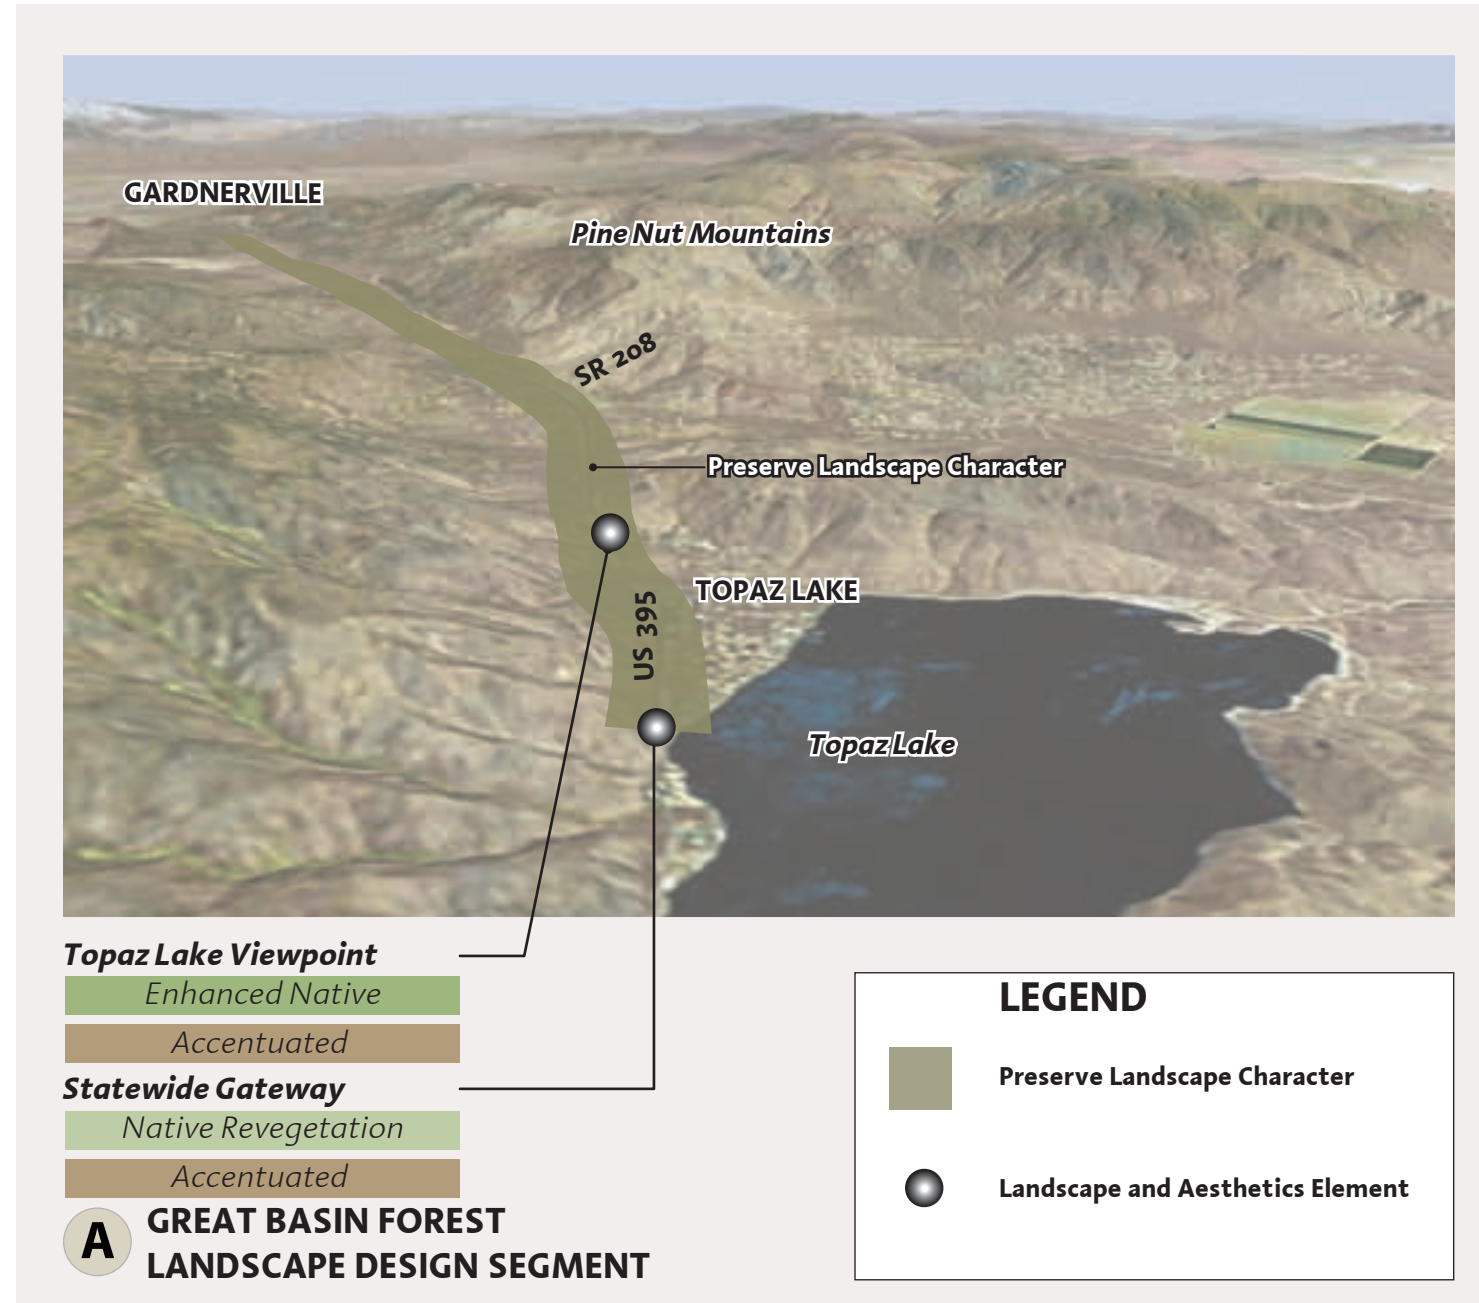 GARDNERVILLE
Pine Nut Mountains
SR 208
Preserve Landscape Character
TOPAZ LAKE
US 395
Topaz Lake
Topaz Lake Viewpoint
Enhanced Native
Accentuated
Statewide Gateway
Native Revegetation
Accentuated
A
GREAT BASIN FOREST
LANDSCAPE DESIGN SEGMENT
LEGEND
Preserve Landscape Character
Landscape and Aesthetics Element